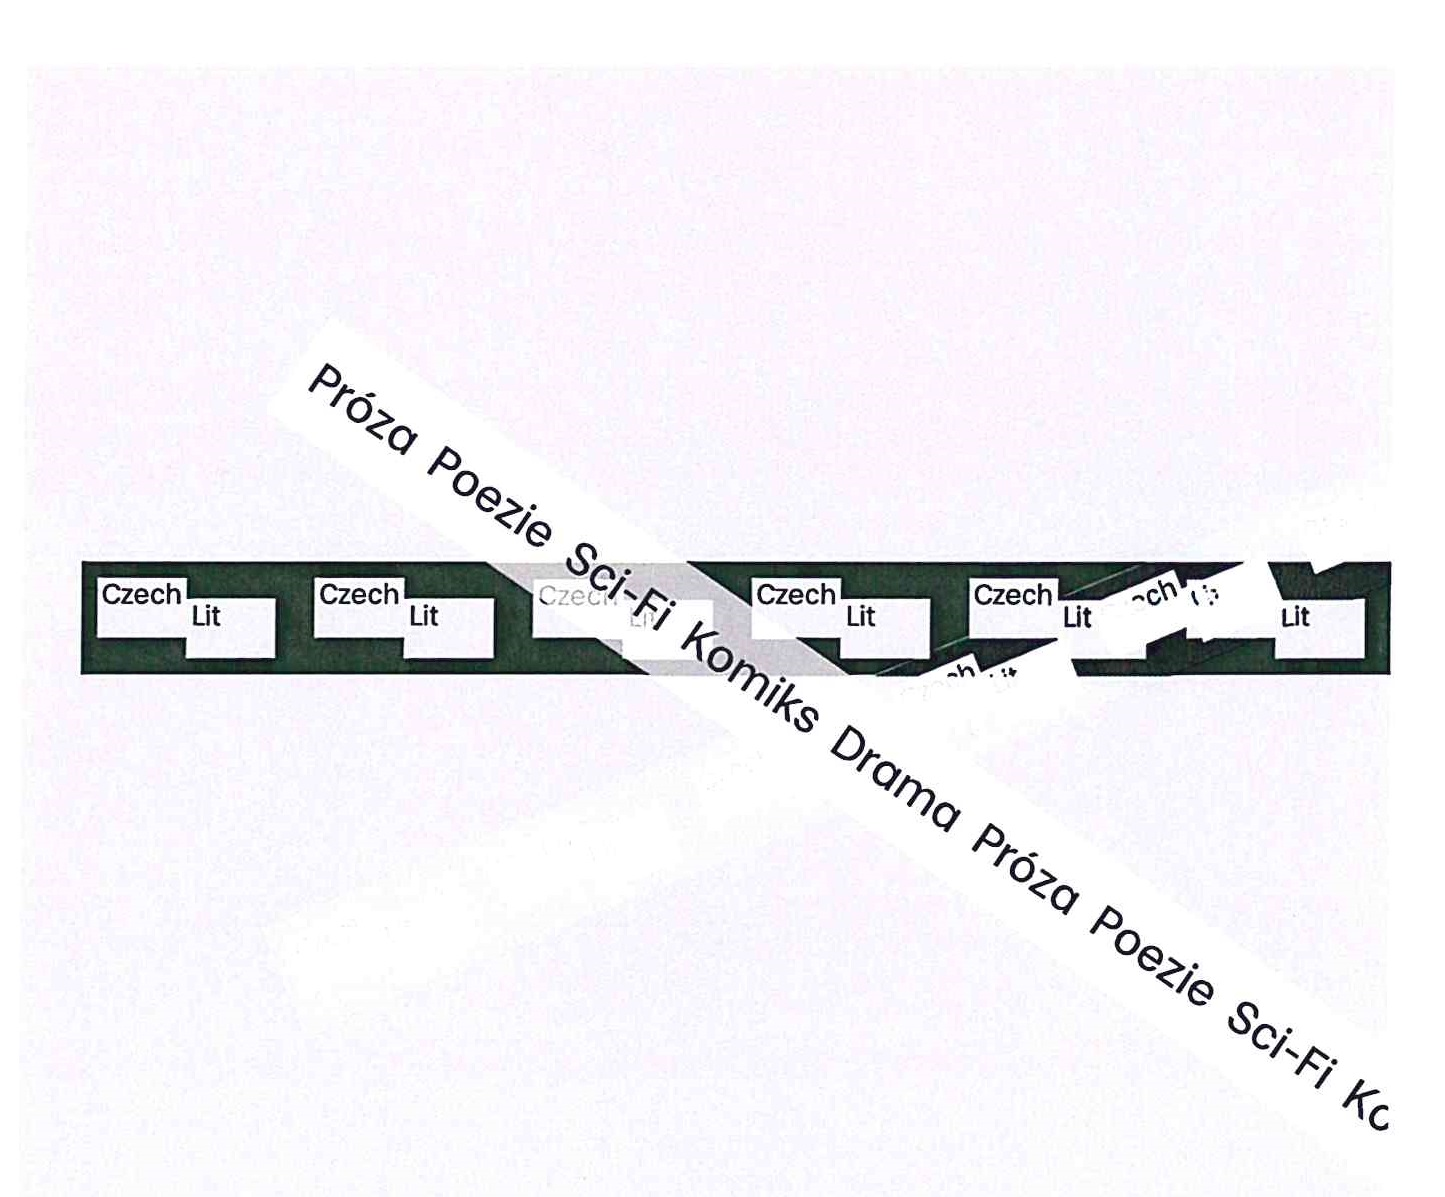 Próza Poezie Sci-Fi Komiks Drama Próza Poezie Sci-Fi
Czech Lit Czech Lit Czech Lit Czech Lit Czech Lit
Lit